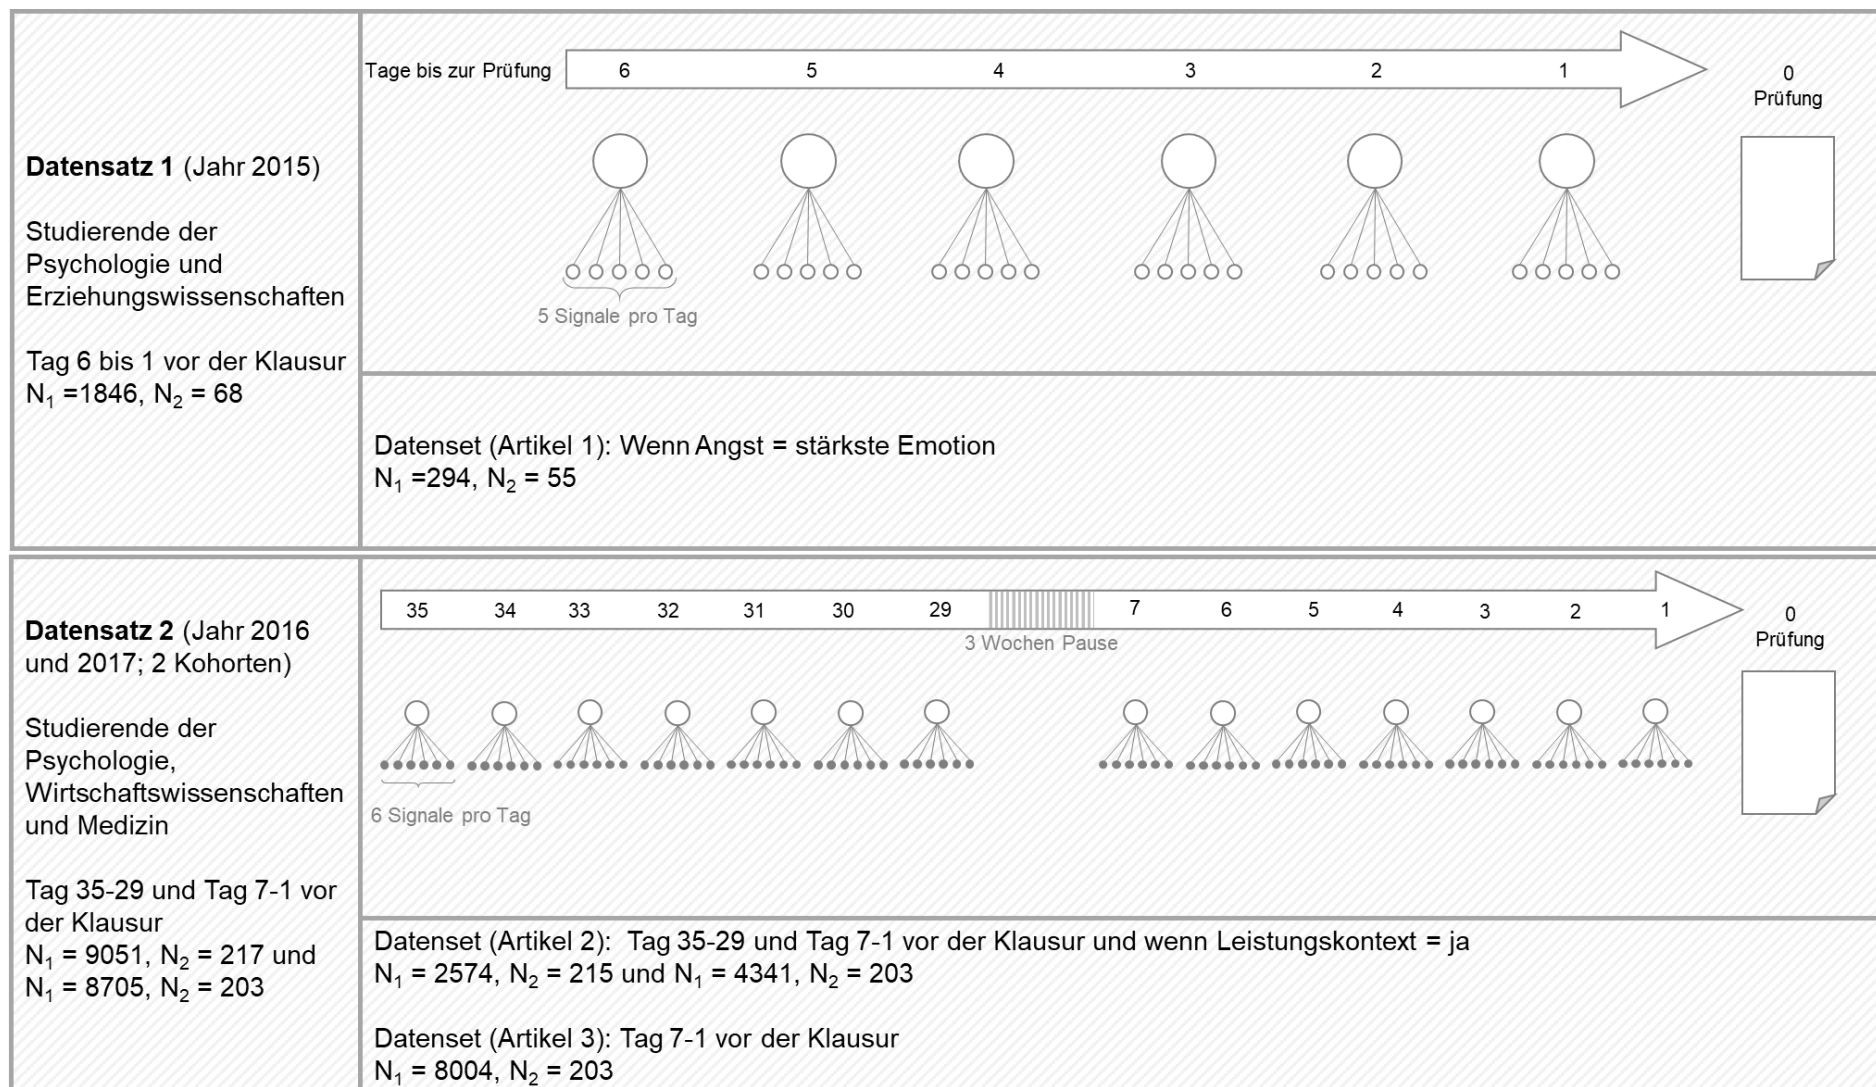 Datensatz 1 (Jahr 2015)
Studierende der
Psychologie und
Erziehungswissenschaften
Tag 6 bis 1 vor der Klausur
N₁ =1846, N₂ = 68
Tage bis zur Prüfung 6 5 4 3 2 1 0
Prüfung
5 Signale pro Tag
Datenset (Artikel 1): Wenn Angst = stärkste Emotion
N₁ =294, N₂ = 55
Datensatz 2 (Jahr 2016
und 2017; 2 Kohorten)
Studierende der
Psychologie,
Wirtschaftswissenschaften
und Medizin
Tag 35-29 und Tag 7-1 vor
der Klausur
N₁ = 9051, N₂ = 217 und
N₁ = 8705, N₂ = 203
35 34 33 32 31 30 29 7 6 5 4 3 2 1 0
3 Wochen Pause
Prüfung
6 Signale pro Tag
Datenset (Artikel 2): Tag 35-29 und Tag 7-1 vor der Klausur und wenn Leistungskontext = ja
N₁ = 2574, N₂ = 215 und N₁ = 4341, N₂ = 203
Datenset (Artikel 3): Tag 7-1 vor der Klausur
N₁ = 8004, N₂ = 203